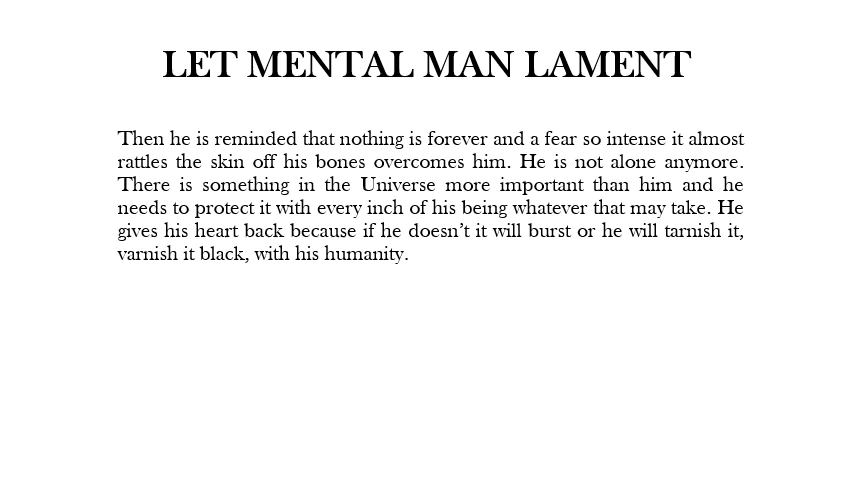 LET MENTAL MAN LAMENT
Then he is reminded that nothing is forever and a fear so intense it almost
rattles the skin off his bones overcomes him. He is not alone anymore.
There is something in the Universe more important than him and he
needs to protect it with every inch of his being whatever that may take. He
gives his heart back because if he doesn’t it will burst or he will tarnish it,
varnish it black, with his humanity.